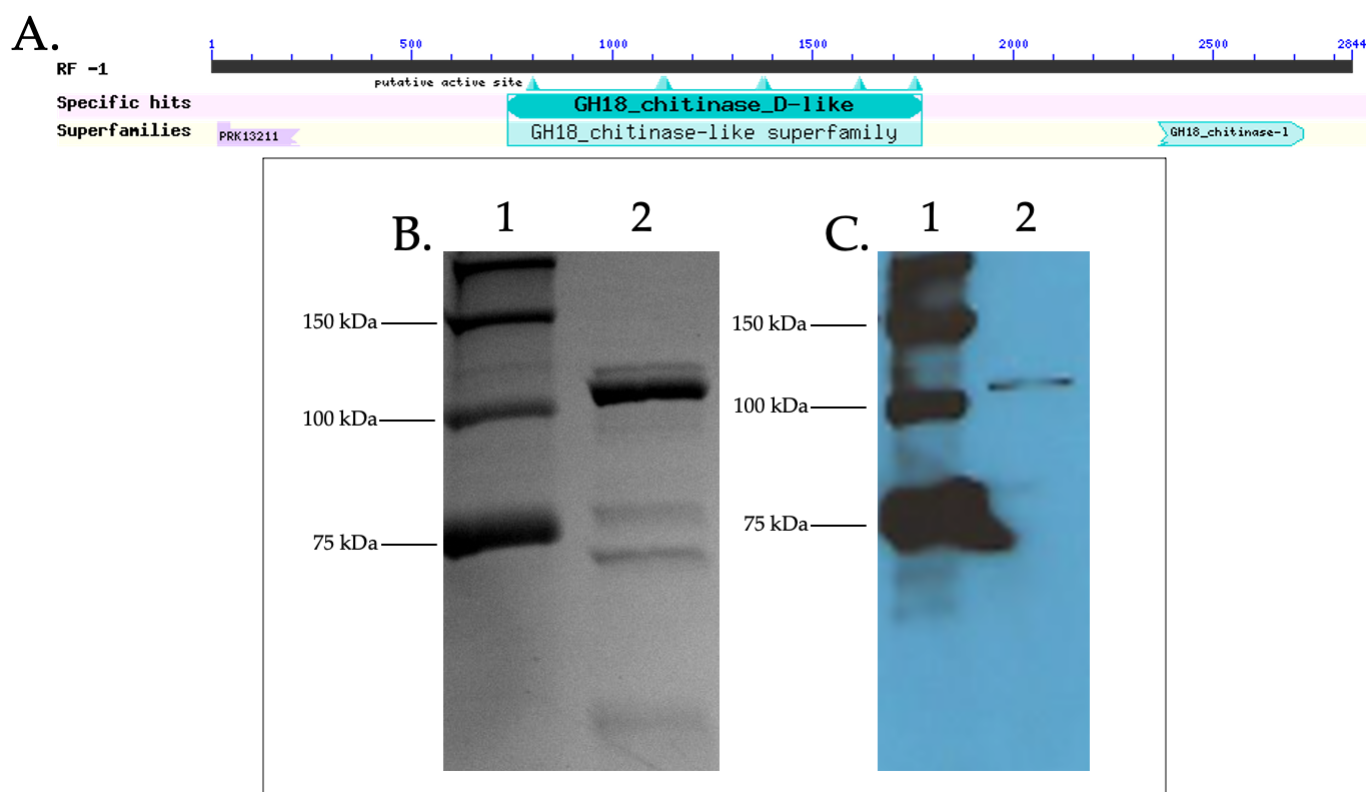 A.
1 500 1000 1500 2000 2500 2844
RF -1
putative active site
Specific hits GH18_chitinase_D-like
Superfamilies PRK13211 GH18_chitinase-like superfamily GH18_chitinase-l
B. 1 2
150 kDa
100 kDa
75 kDa
C. 1 2
150 kDa
100 kDa
75 kDa